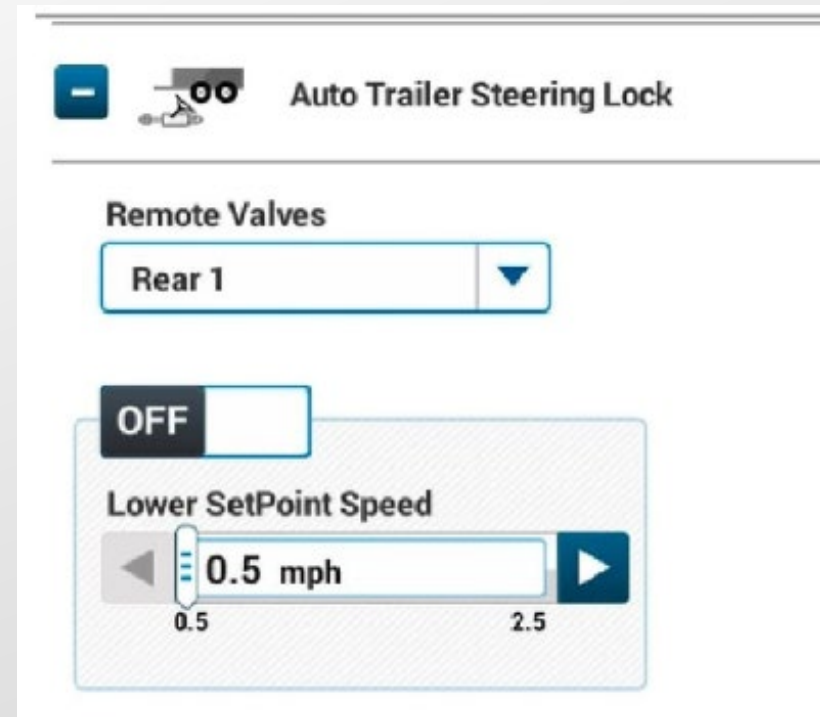 Auto Trailer Steering Lock
Remote Valves
Rear 1
OFF
Lower SetPoint Speed
0.5 mph
0.5 2.5